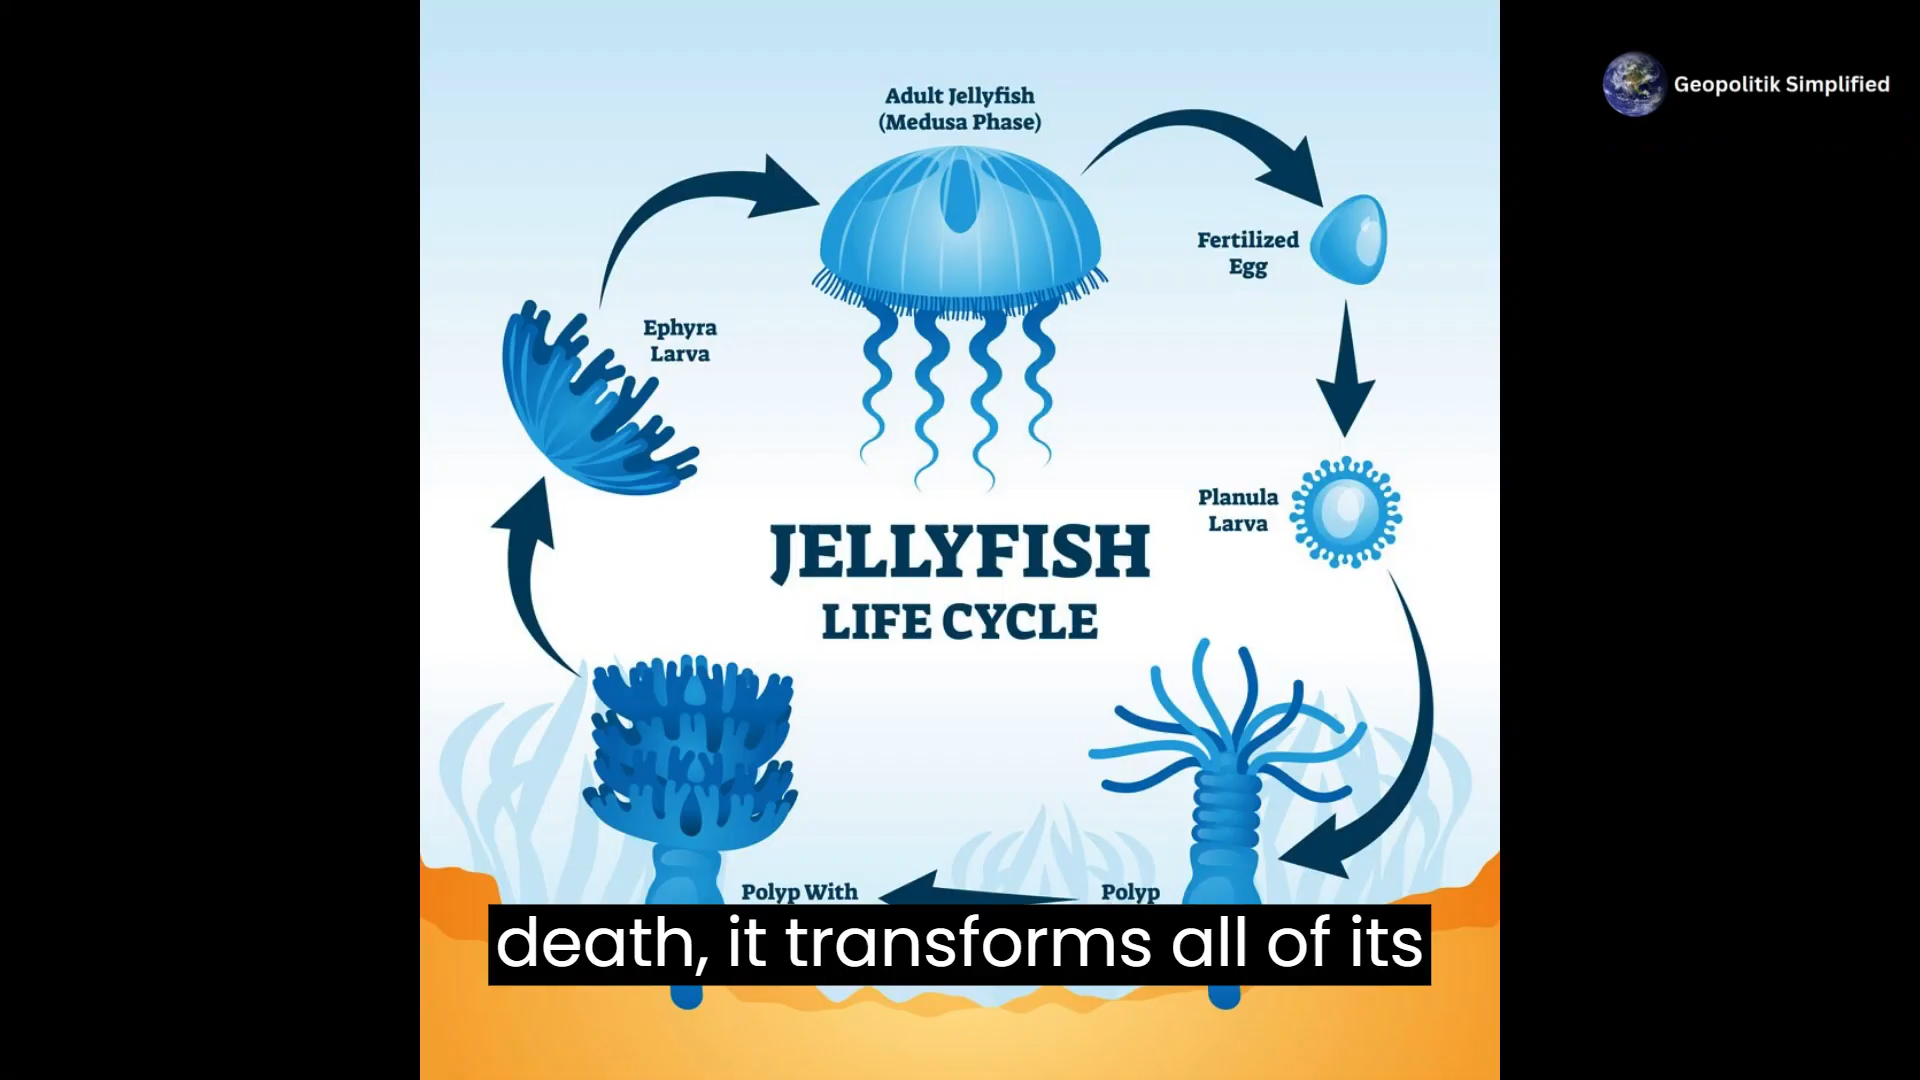 Geopolitik Simplified
Adult Jellyfish
(Medusa Phase)
Fertilized
Egg
Ephyra
Larva
Planula
Larva
JELLYFISH
LIFE CYCLE
Polyp With
Polyp
death, it transforms all of its